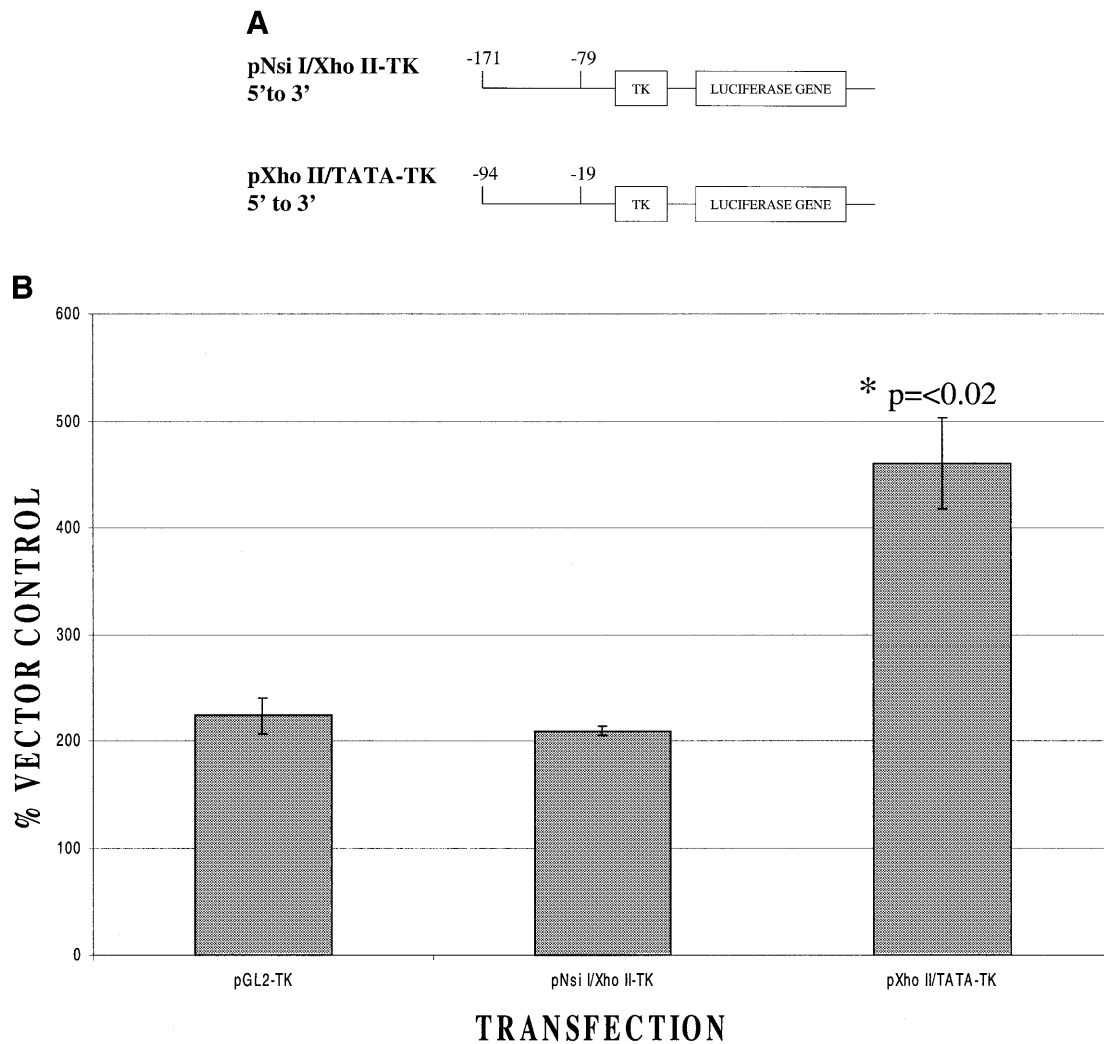 A
pNsi I/Xho II-TK
5'to 3'
-171 -79
TK LUCIFERASE GENE
pXho II/TATA-TK
5' to 3'
-94 -19
TK LUCIFERASE GENE
B
% VECTOR CONTROL
600
500
400
300
200
100
0
* p=<0.02
pGL2-TK pNsi I/Xho II-TK pXho II/TATA-TK
TRANSFECTION